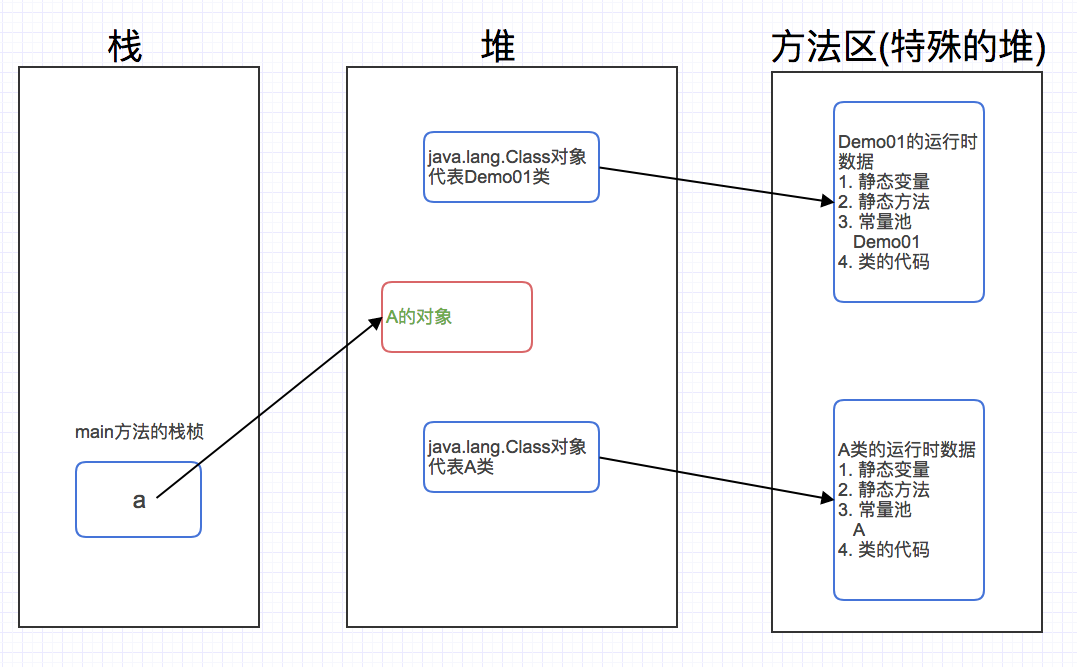 栈
堆
方法区(特殊的堆)
java.lang.Class对象
代表Demo01类
Demo01的运行时
数据
1. 静态变量
2. 静态方法
3. 常量池
Demo01
4. 类的代码
A的对象
main方法的栈桢
a
java.lang.Class对象
代表A类
A类的运行时数据
1. 静态变量
2. 静态方法
3. 常量池
A
4. 类的代码